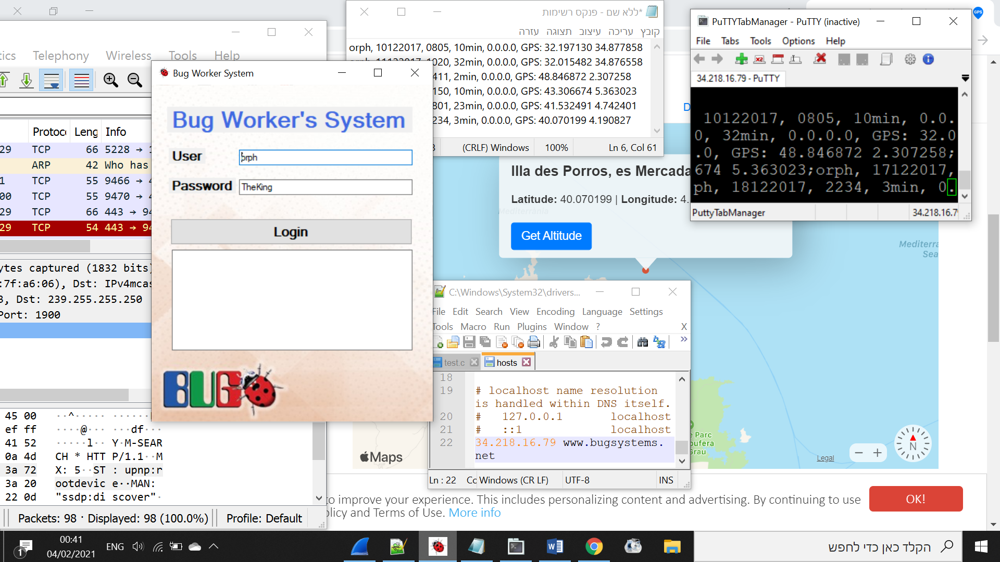 tics Telephony Wireless Tools Help
Protoc Leng Info
29 TCP 66 5228 →
ARP 42 Who has
1 TCP 55 9466 →
00 TCP 55 9470 →
29 TCP 66 443 →
29 TCP 54 443 →
ytes captured (1832 bits)
:7f:a6:06), Dst: IPv4mcas
3, Dst: 239.255.255.250
Port: 1900
45 00 ··^····· ······
ef ff ····@··· ···df···
41 52 ·····l·· Y·M-SEAR
0a 4d CH * HTT P/1.1··M
3a 72 X: 5··ST : upnp:r
3a 20 ootdevic e··MAN:
22 0d "ssdp:di scover"·
Packets: 98 · Displayed: 98 (100.0%) Profile: Default
Bug Worker System
Bug Worker's System
User orph
Password TheKing
Login
BUG
*ללא שם - פנקס רשימות
קובץ עריכה עיצוב תצוגה עזרה
orph, 10122017, 0805, 10min, 0.0.0.0, GPS: 32.197130 34.877858
1020, 32min, 0.0.0.0, GPS: 32.015482 34.876558
411, 2min, 0.0.0.0, GPS: 48.846872 2.307258
150, 10min, 0.0.0.0, GPS: 43.306674 5.363023
801, 23min, 0.0.0.0, GPS: 41.532491 4.742401
234, 3min, 0.0.0.0, GPS: 40.070199 4.190827
(CRLF) Windows 100% Ln 6, Col 61
PuTTYTabManager - PuTTY (inactive)
File Tabs Tools Options Help
34.218.16.79 - PuTTY
10122017, 0805, 10min, 0.0.
0, 32min, 0.0.0.0, GPS: 32.0
.0, GPS: 48.846872 2.307258;
674 5.363023;orph, 17122017,
ph, 18122017, 2234, 3min, 0.
PuttyTabManager 34.218.16.79
GPS
D
Illa des Porros, es Mercada
Latitude: 40.070199 | Longitude: 4.
Get Altitude
Mediterrània
Mediterra
Sea
e Parc
bufera
Grau
N
Maps
Legal
C:\Windows\System32\drivers...
File Edit Search View Encoding Language Settings
Tools Macro Run Plugins Window ? X
test.c hosts
18
19 # localhost name resolution
is handled within DNS itself.
20 # 127.0.0.1 localhost
21 # ::1 localhost
22 34.218.16.79 www.bugsystems.
net
Ln : 22 Co Windows (CR LF) UTF-8 INS
to improve your experience. This includes personalizing content and advertising. By continuing to use
olicy and Terms of Use. More info
OK!
1
00:41
04/02/2021
ENG
הקלד כאן כדי לחפש